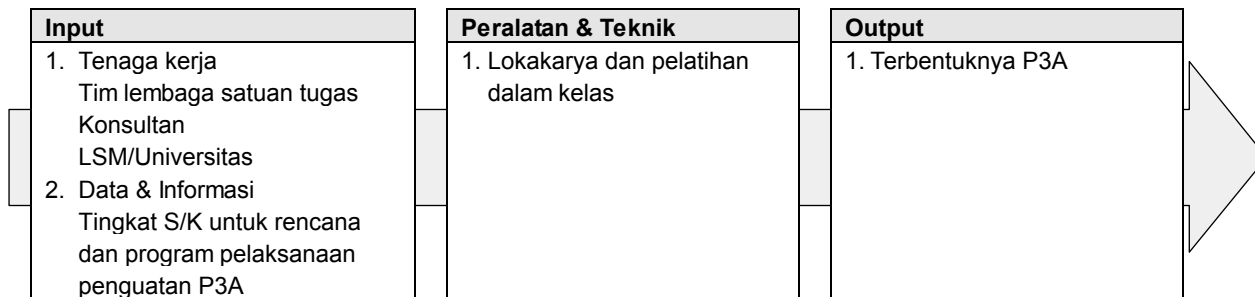 Input
1. Tenaga kerja
Tim lembaga satuan tugas
Konsultan
LSM/Universitas
2. Data & Informasi
Tingkat S/K untuk rencana
dan program pelaksanaan
penguatan P3A
Peralatan & Teknik
1. Lokakarya dan pelatihan
dalam kelas
Output
1. Terbentuknya P3A